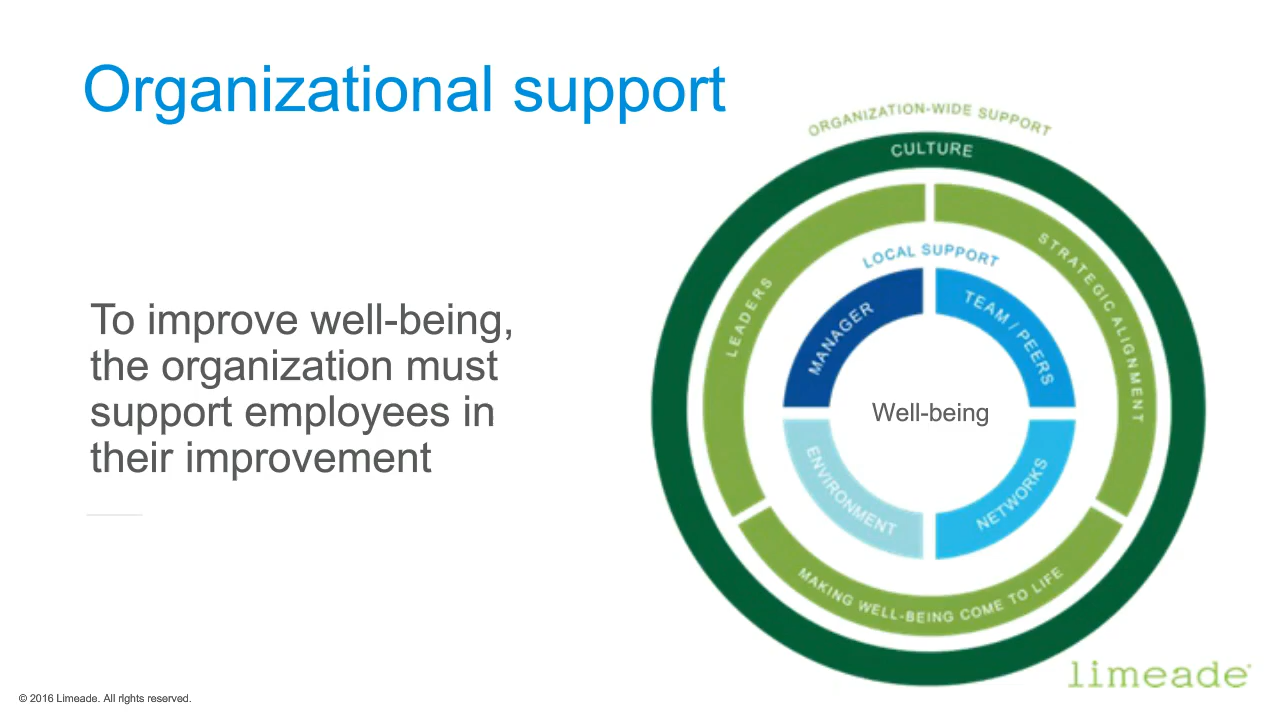 Organizational support
To improve well-being,
the organization must
support employees in
their improvement
ORGANIZATION-WIDE SUPPORT
CULTURE
LEADERS
STRATEGIC ALIGNMENT
LOCAL SUPPORT
MANAGER
TEAM / PEERS
Well-being
ENVIRONMENT
NETWORKS
MAKING WELL-BEING COME TO LIFE
limeade
© 2016 Limeade. All rights reserved.